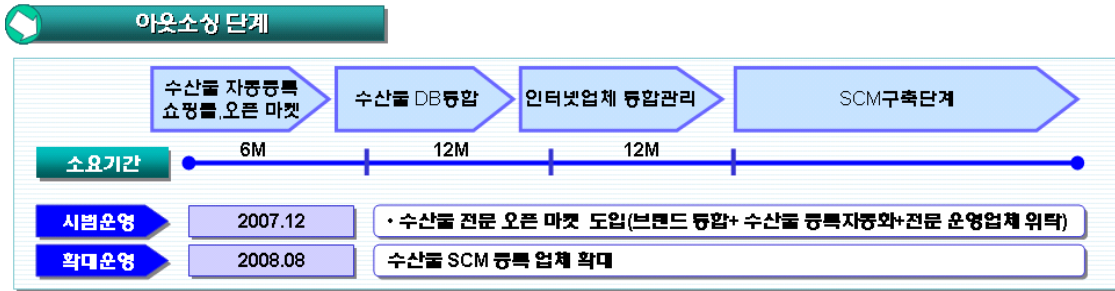 아웃소싱 단계
수산물 자동등록
쇼핑몰,오픈 마켓
수산물 DB통합
인터넷업체 통합관리
SCM구축단계
소요기간
6M
12M
12M
시범운영
2007.12
• 수산물 전문 오픈 마켓 도입(브랜드 통합+ 수산물 등록자동화+전문 운영업체 위탁)
확대운영
2008.08
수산물 SCM 등록 업체 확대